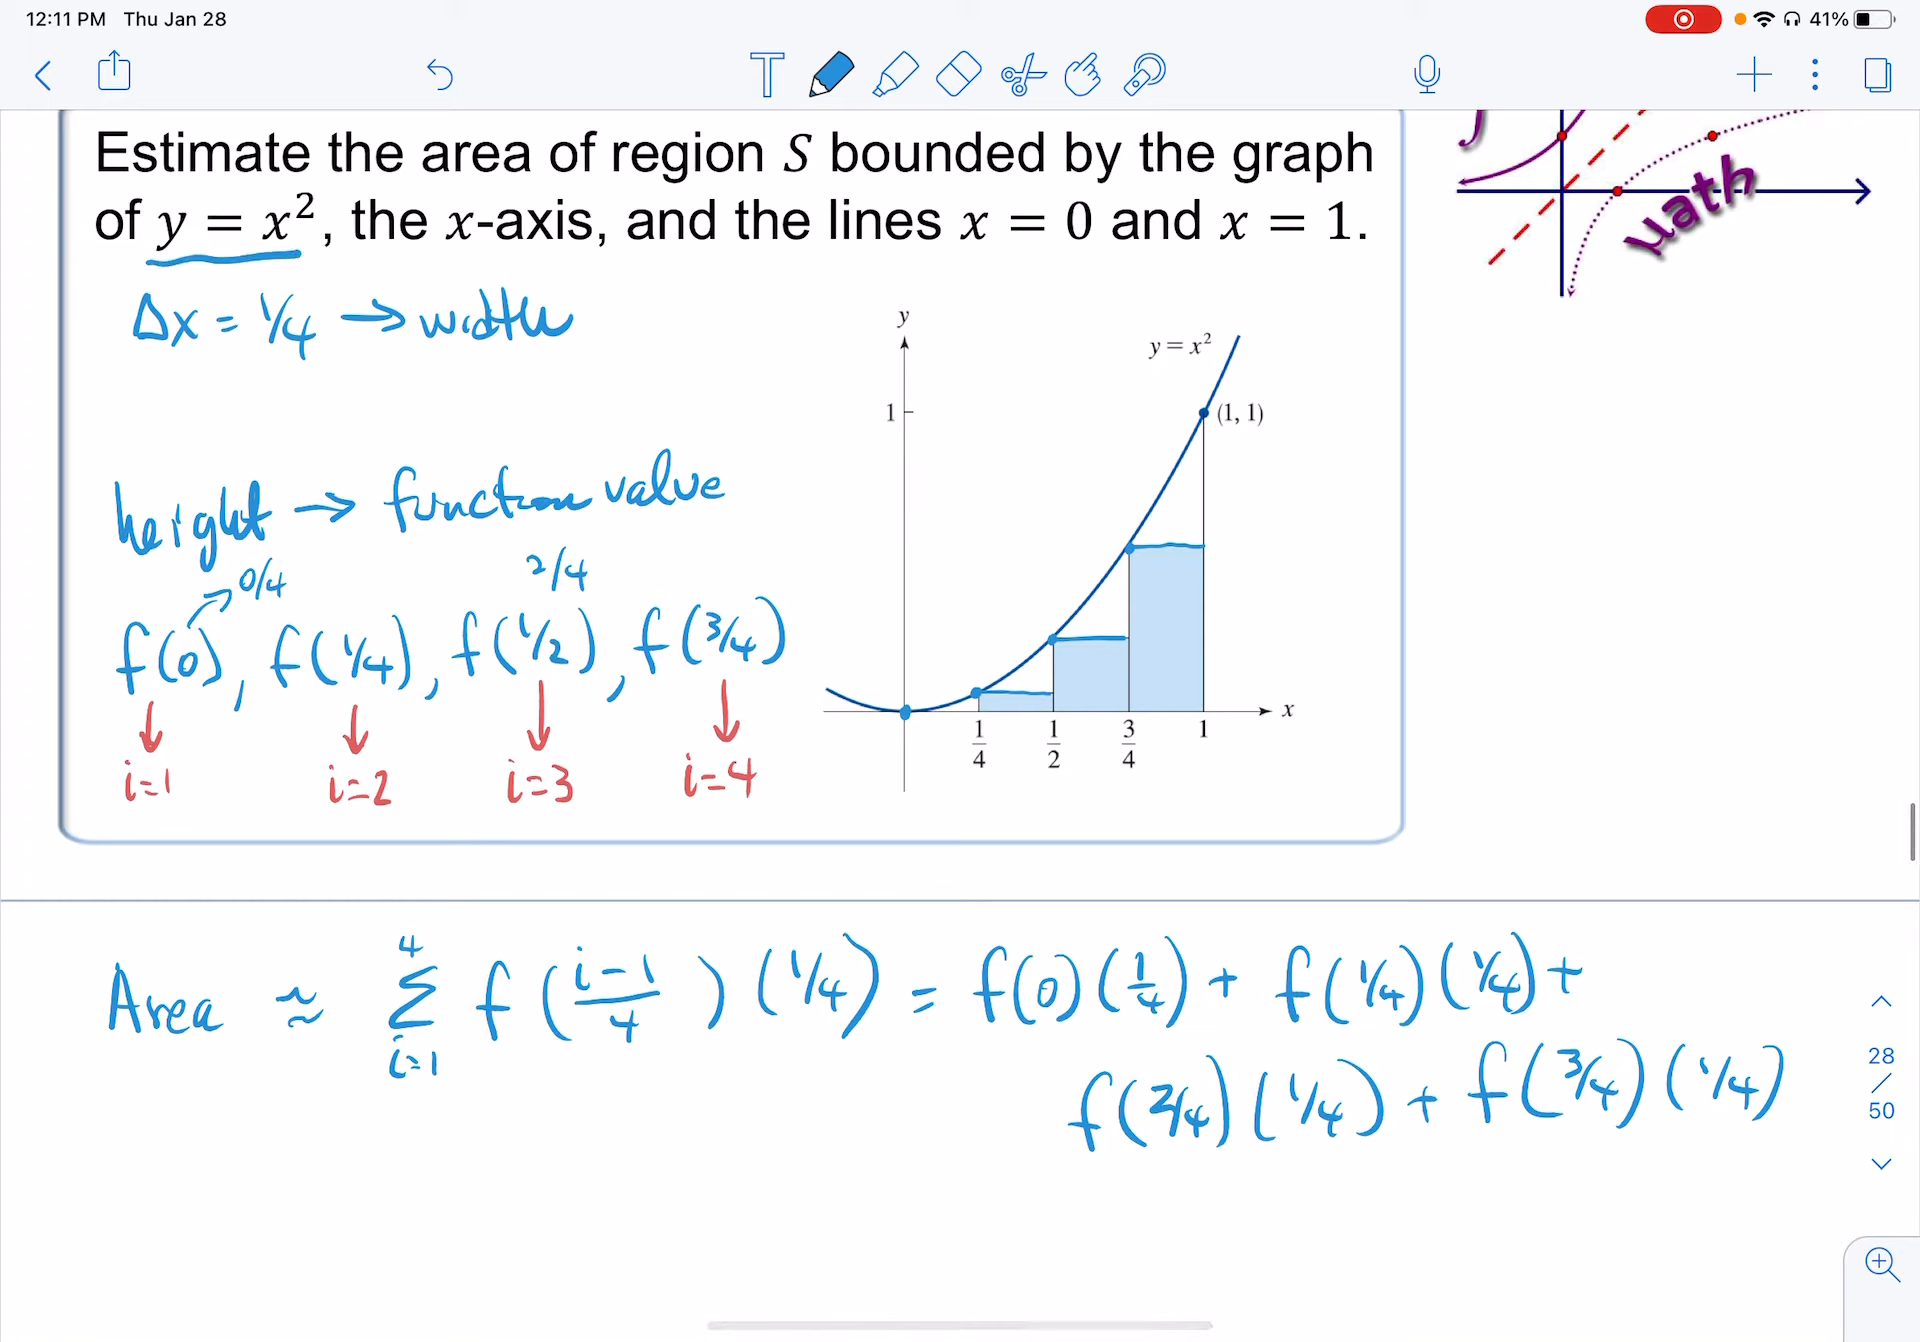 12:11 PM Thu Jan 28
41%
T
Estimate the area of region S bounded by the graph
of y = x², the x-axis, and the lines x = 0 and x = 1.
math
Δx = 1/4 → width
height → function value
0/4 2/4
f(0), f(1/4), f(1/2), f(3/4)
i=1 i=2 i=3 i=4
y
y = x²
1
(1, 1)
x
1/4 1/2 3/4 1
Area ≈ 4 Σ i=1 f(i-1/4)(1/4) = f(0)(1/4) + f(1/4)(1/4) +
f(2/4)(1/4) + f(3/4)(1/4)
28
/
50